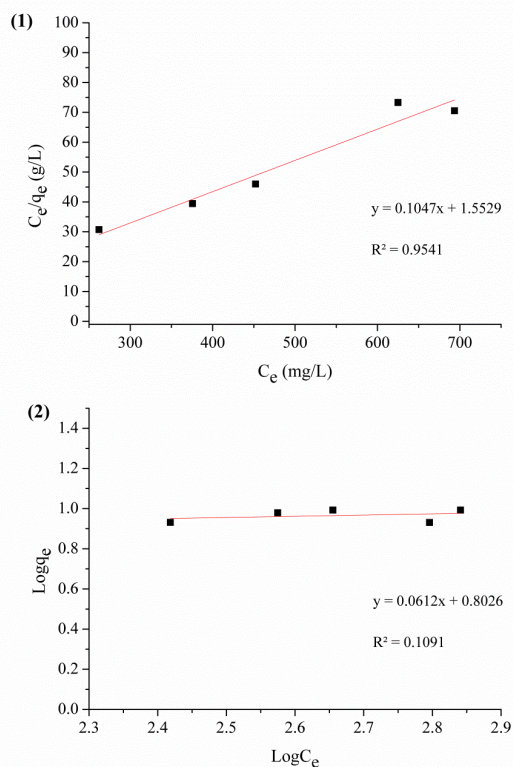 (1)
100
90
80
70
60
50
40
30
20
10
0
Ce/qe (g/L)
y = 0.1047x + 1.5529
R² = 0.9541
300 400 500 600 700
Ce (mg/L)
(2)
1.4
1.2
1.0
0.8
0.6
0.4
0.2
0.0
Logqe
y = 0.0612x + 0.8026
R² = 0.1091
2.3 2.4 2.5 2.6 2.7 2.8 2.9
LogCe